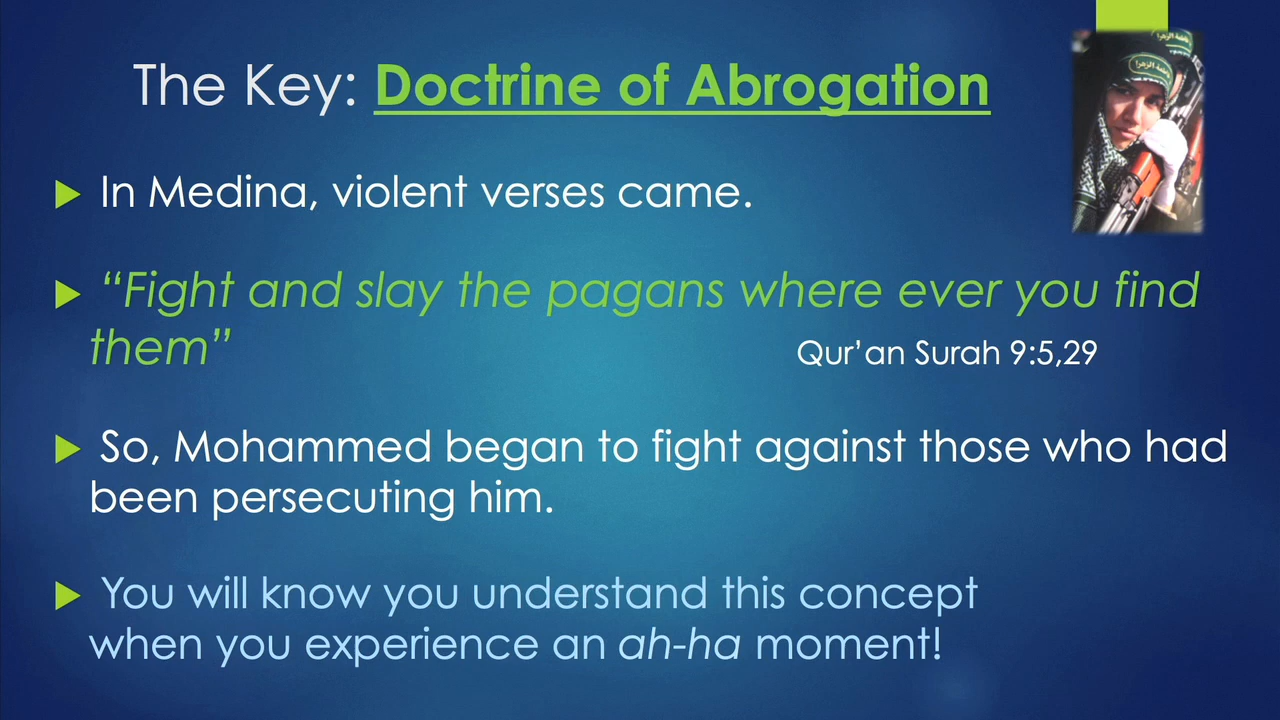 The Key: Doctrine of Abrogation
In Medina, violent verses came.
“Fight and slay the pagans where ever you find
them” Qur’an Surah 9:5,29
So, Mohammed began to fight against those who had
been persecuting him.
You will know you understand this concept
when you experience an ah-ha moment!